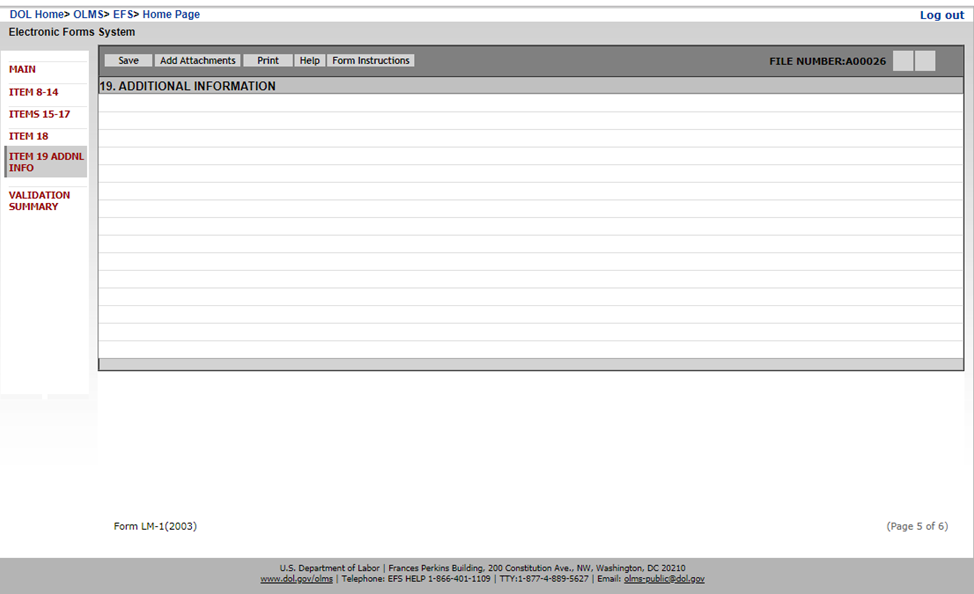 DOL Home> OLMS> EFS> Home Page
Log out
Electronic Forms System
MAIN
ITEM 8-14
ITEMS 15-17
ITEM 18
ITEM 19 ADDNL
INFO
VALIDATION
SUMMARY
Save Add Attachments Print Help Form Instructions
FILE NUMBER:A00026
19. ADDITIONAL INFORMATION
Form LM-1(2003)
(Page 5 of 6)
U.S. Department of Labor | Frances Perkins Building, 200 Constitution Ave., NW, Washington, DC 20210
www.dol.gov/olms | Telephone: EFS HELP 1-866-401-1109 | TTY:1-877-4-889-5627 | Email: olms-public@dol.gov